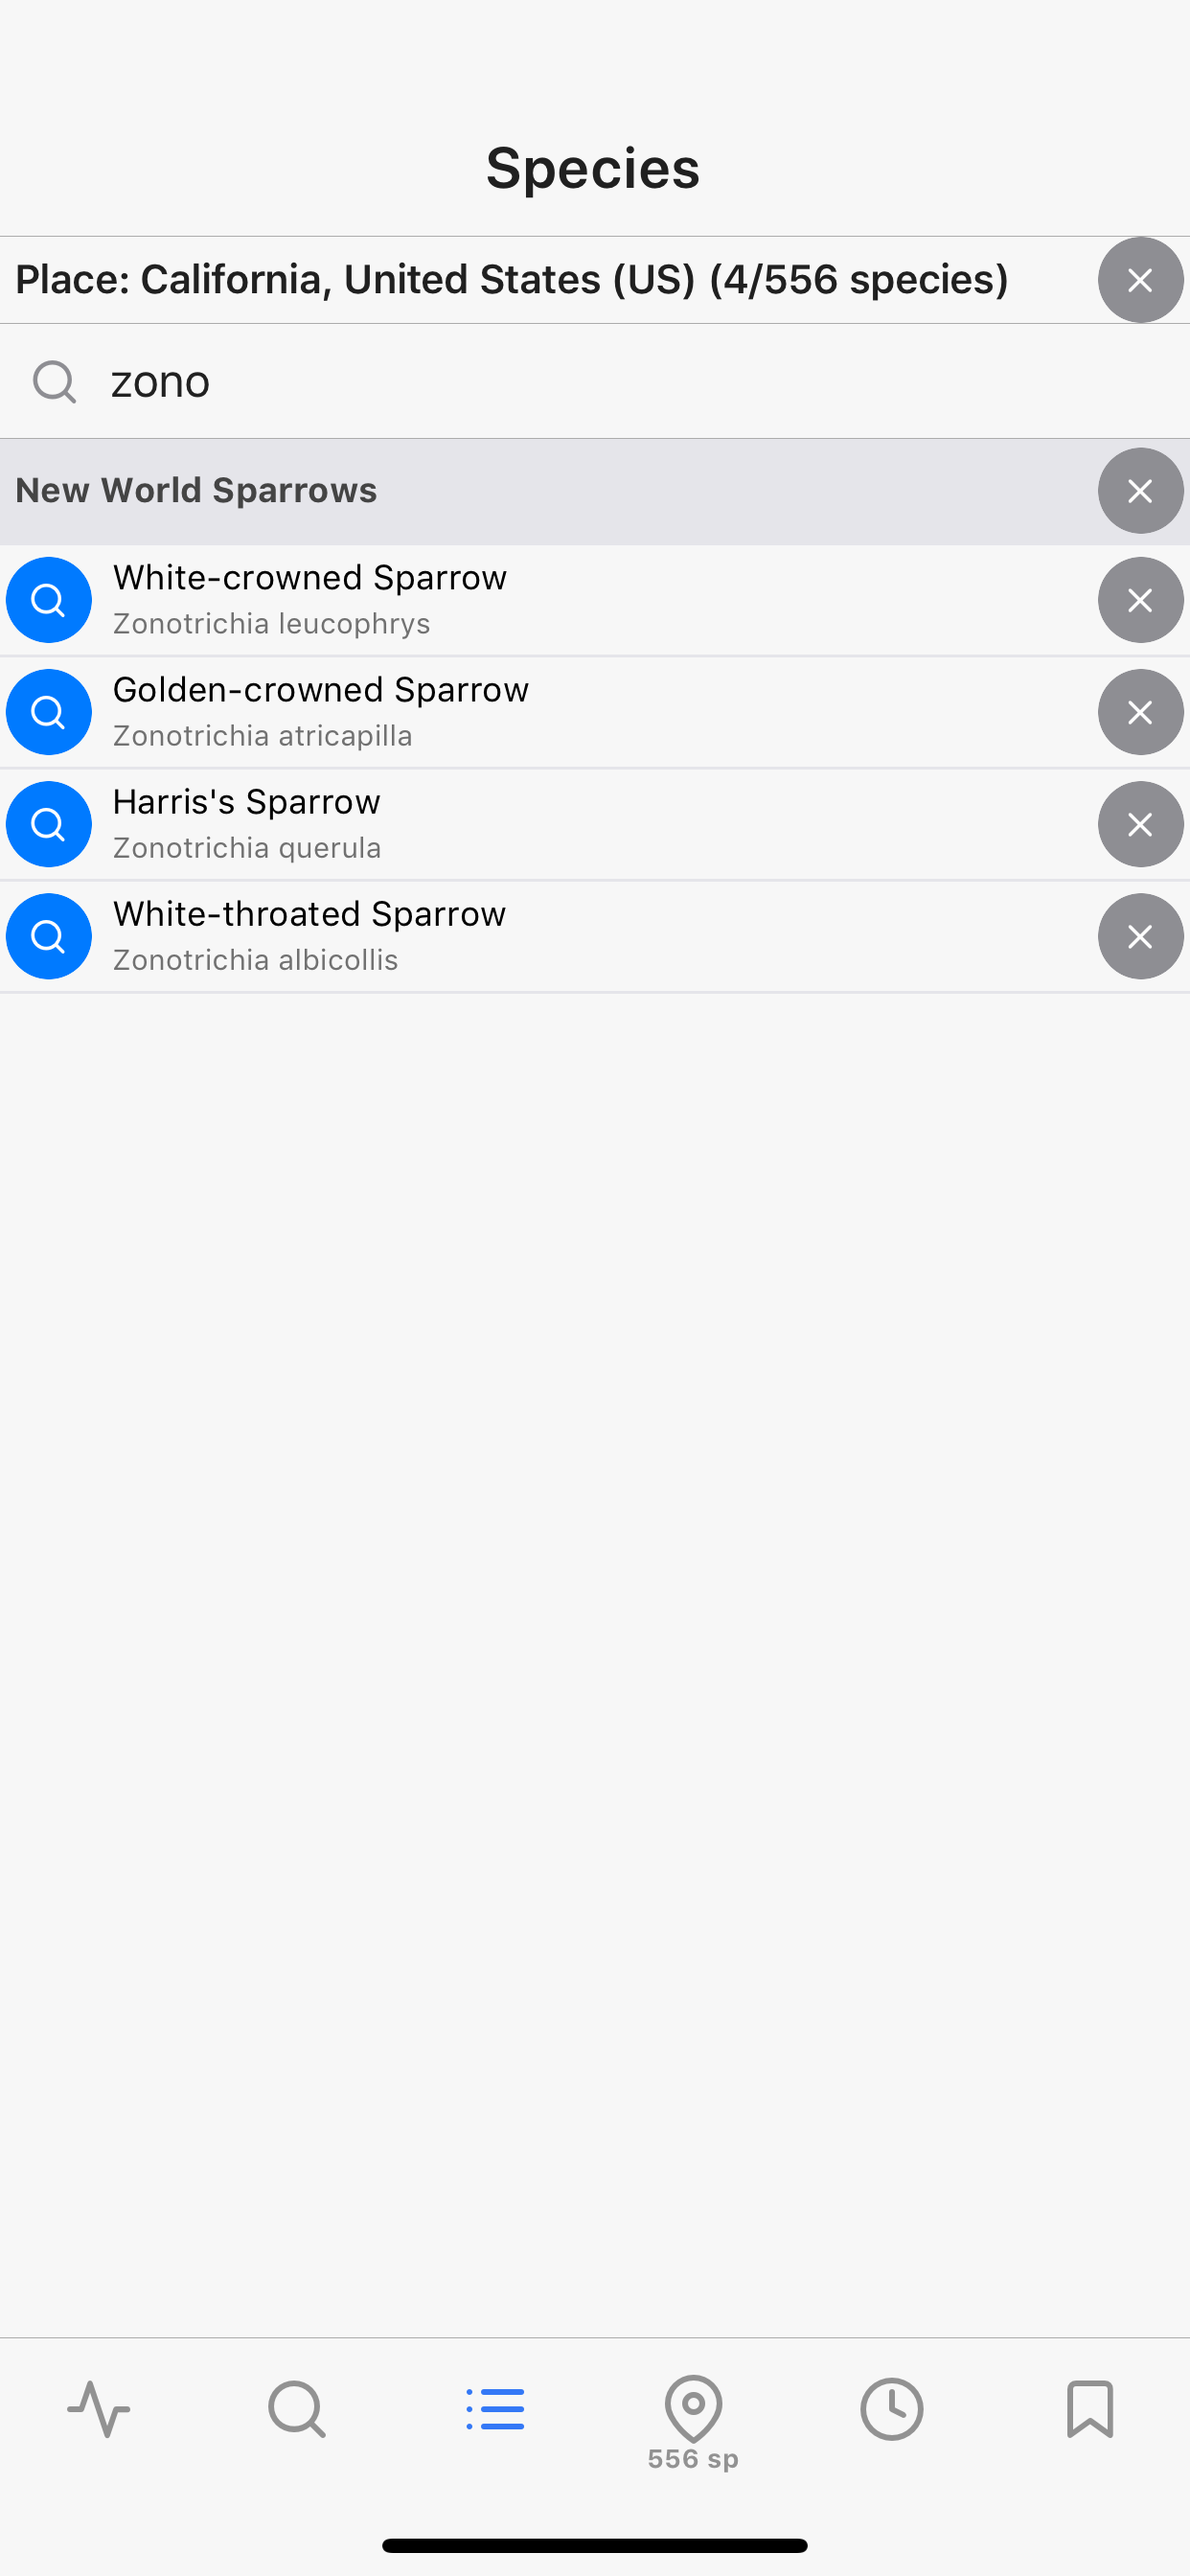 Species
Place: California, United States (US) (4/556 species)
zono
New World Sparrows
White-crowned Sparrow
Zonotrichia leucophrys
Golden-crowned Sparrow
Zonotrichia atricapilla
Harris's Sparrow
Zonotrichia querula
White-throated Sparrow
Zonotrichia albicollis
556 sp